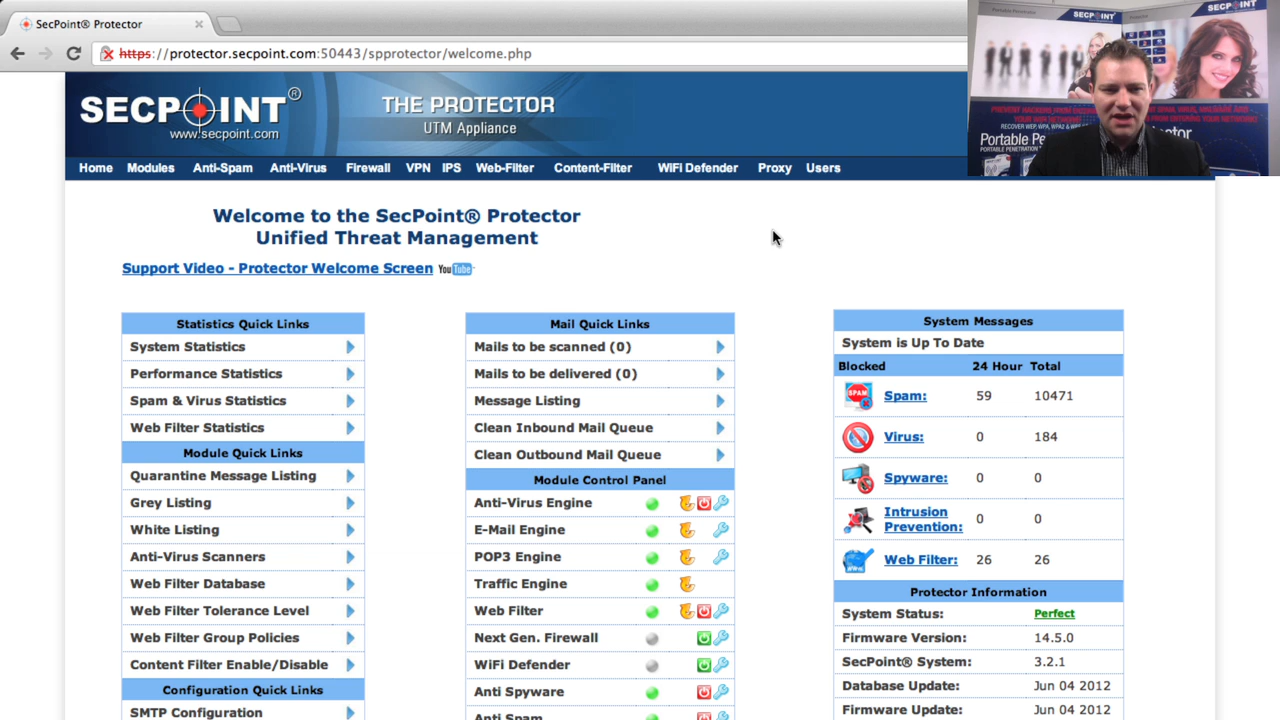 SecPoint® Protector
https://protector.secpoint.com:50443/spprotector/welcome.php
SECPOINT®
www.secpoint.com
THE PROTECTOR
UTM Appliance
Home Modules Anti-Spam Anti-Virus Firewall VPN IPS Web-Filter Content-Filter WiFi Defender Proxy Users
SECPOINT
SECPOINT
Portable Penetrator
RECOVER WEP, WPA, WPA2 & WPS
Portable Pen
Welcome to the SecPoint® Protector
Unified Threat Management
Support Video - Protector Welcome Screen YouTube
Statistics Quick Links
System Statistics
Performance Statistics
Spam & Virus Statistics
Web Filter Statistics
Module Quick Links
Quarantine Message Listing
Grey Listing
White Listing
Anti-Virus Scanners
Web Filter Database
Web Filter Tolerance Level
Web Filter Group Policies
Content Filter Enable/Disable
Configuration Quick Links
SMTP Configuration
Mail Quick Links
Mails to be scanned (0)
Mails to be delivered (0)
Message Listing
Clean Inbound Mail Queue
Clean Outbound Mail Queue
Module Control Panel
Anti-Virus Engine
E-Mail Engine
POP3 Engine
Traffic Engine
Web Filter
Next Gen. Firewall
WiFi Defender
Anti Spyware
Anti Spam
System Messages
System is Up To Date
Blocked 24 Hour Total
SPAM Spam: 59 10471
Virus: 0 184
Spyware: 0 0
Intrusion
Prevention: 0 0
Web Filter: 26 26
Protector Information
System Status: Perfect
Firmware Version: 14.5.0
SecPoint® System: 3.2.1
Database Update: Jun 04 2012
Firmware Update: Jun 04 2012